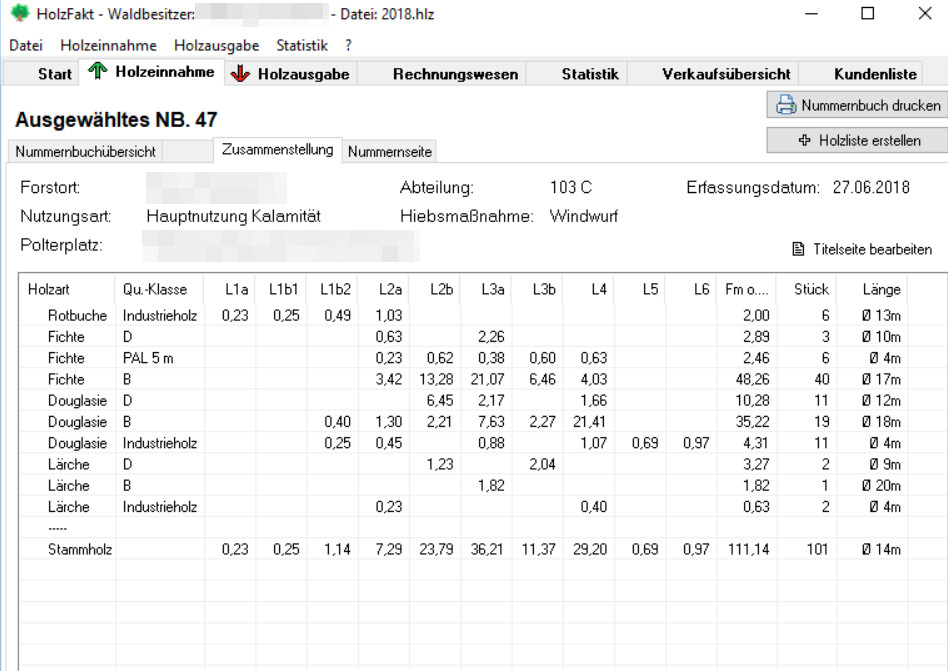 HolzFakt - Waldbesitzer: - Datei: 2018.hlz
Datei Holzeinnahme Holzausgabe Statistik ?
Start Holzeinnahme Holzausgabe Rechnungswesen Statistik Verkaufsübersicht Kundenliste
Nummernbuch drucken
Ausgewähltes NB. 47
Holzliste erstellen
Nummernbuchübersicht Zusammenstellung Nummernseite
Forstort: Abteilung: 103 C Erfassungsdatum: 27.06.2018
Nutzungsart: Hauptnutzung Kalamität Hiebsmaßnahme: Windwurf
Polterplatz:
Titelseite bearbeiten
Holzart Qu.-Klasse L1a L1b1 L1b2 L2a L2b L3a L3b L4 L5 L6 Fm o.... Stück Länge
Rotbuche Industrieholz 0,23 0,25 0,49 1,03 2,00 6 Ø 13m
Fichte D 0,63 2,26 2,89 3 Ø 10m
Fichte PAL 5 m 0,23 0,62 0,38 0,60 0,63 2,46 6 Ø 4m
Fichte B 3,42 13,28 21,07 6,46 4,03 48,26 40 Ø 17m
Douglasie D 6,45 2,17 1,66 10,28 11 Ø 12m
Douglasie B 0,40 1,30 2,21 7,63 2,27 21,41 35,22 19 Ø 18m
Douglasie Industrieholz 0,25 0,45 0,88 1,07 0,69 0,97 4,31 11 Ø 4m
Lärche D 1,23 2,04 3,27 2 Ø 9m
Lärche B 1,82 1,82 1 Ø 20m
Lärche Industrieholz 0,23 0,40 0,63 2 Ø 4m
-----
Stammholz 0,23 0,25 1,14 7,29 23,79 36,21 11,37 29,20 0,69 0,97 111,14 101 Ø 14m